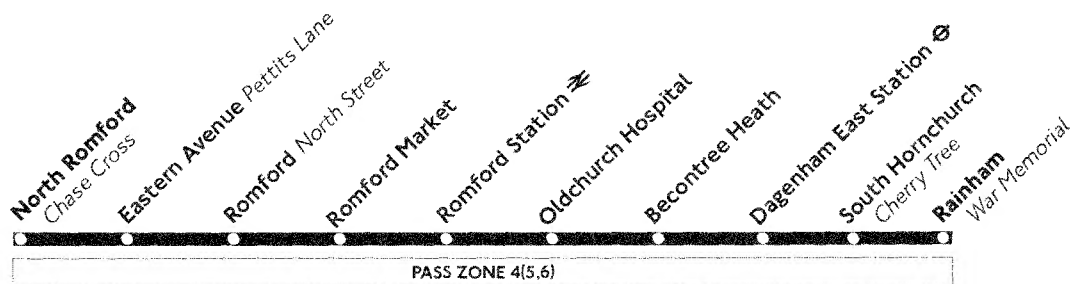 North Romford
Chase Cross
Eastern Avenue Pettits Lane
Romford North Street
Romford Market
Romford Station
Oldchurch Hospital
Becontree Heath
Dagenham East Station
South Hornchurch
Cherry Tree
Rainham
War Memorial
PASS ZONE 4(5,6)